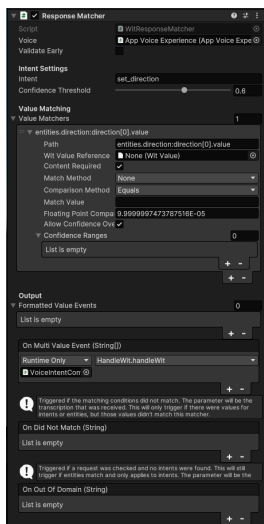 Response Matcher
Script WitResponseMatcher
Voice App Voice Experience (App Voice Expe
Validate Early
Intent Settings
Intent set_direction
Confidence Threshold 0.6
Value Matching
Value Matchers 1
entities.direction:direction[0].value
Path entities.direction:direction[0].value
Wit Value Reference None (Wit Value)
Content Required
Match Method None
Comparison Method Equals
Match Value
Floating Point Compa 9.9999997473787516E-05
Allow Confidence Ove
Confidence Ranges 0
List is empty
+ -
+ -
Output
Formatted Value Events 0
List is empty
+ -
On Multi Value Event (String[])
Runtime Only HandleWit.handleWit
VoiceIntentCon
+ -
Triggered if the matching conditions did not match. The parameter will be the
transcription that was received. This will only trigger if there were values for
intents or entities, but those values didn't match this matcher.
On Did Not Match (String)
List is empty
+ -
Triggered if a request was checked and no intents were found. This will still
trigger if entities match and only applies to intents. The parameter will be the
On Out Of Domain (String)
List is empty
+ -